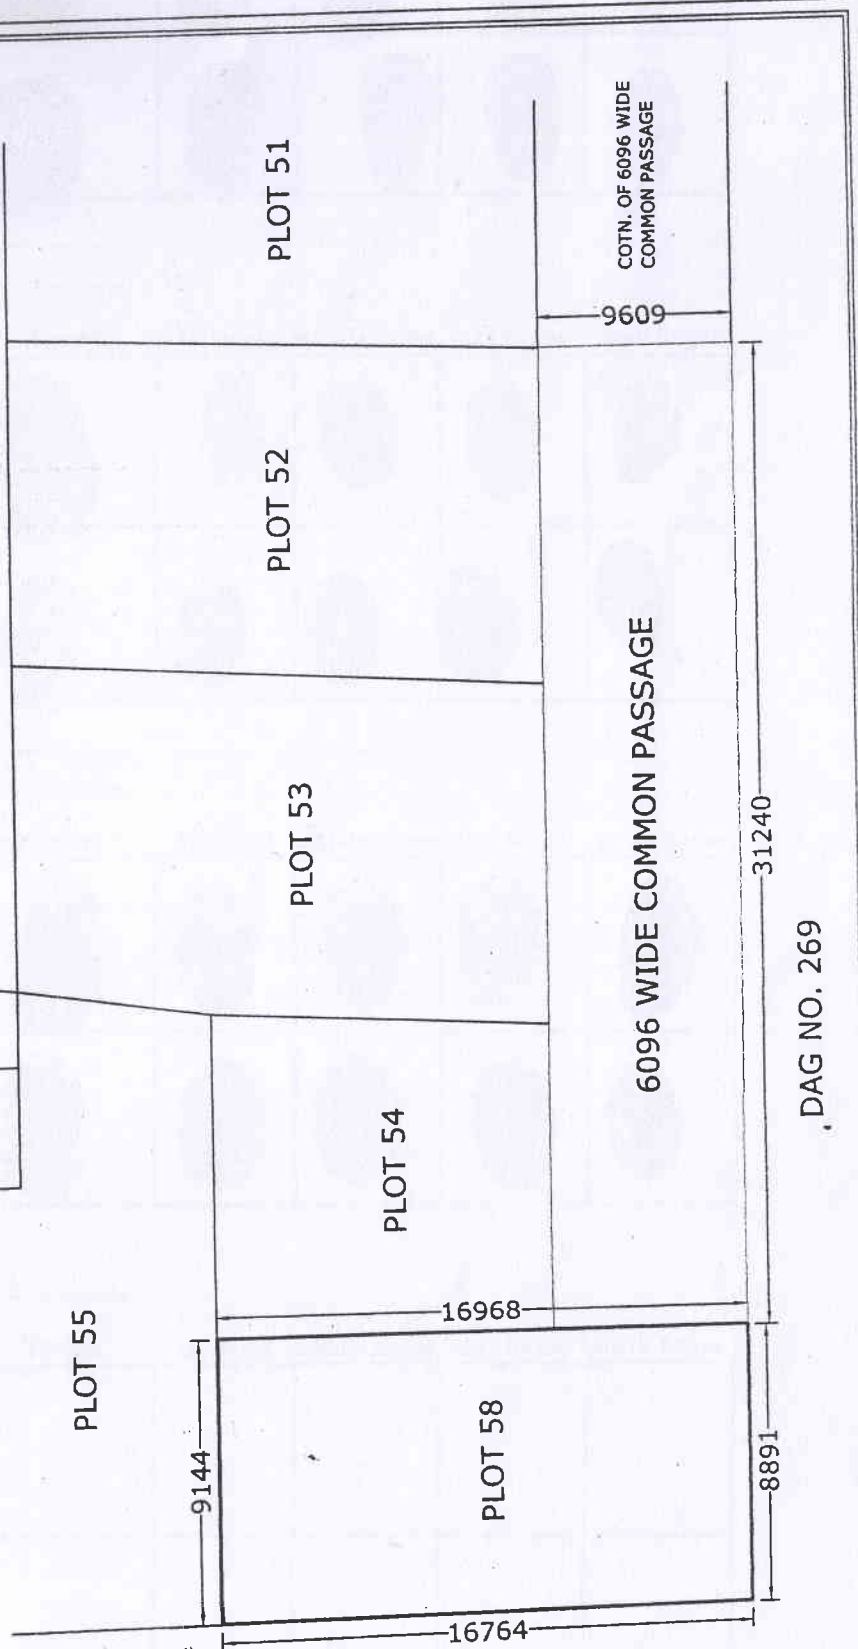 PLOT 51
COTN. OF 6096 WIDE
COMMON PASSAGE
6096
PLOT 52
PLOT 53
6096 WIDE COMMON PASSAGE
31240
DAG NO. 269
PLOT 54
16968
PLOT 55
9144
PLOT 58
8891
16764